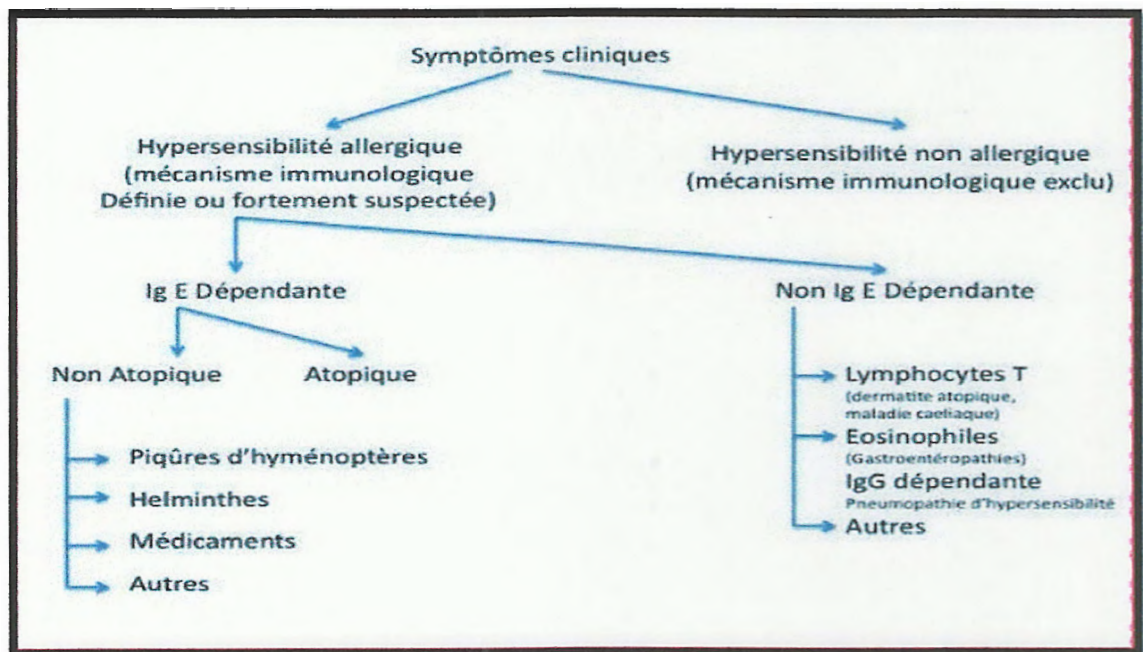 Symptômes cliniques
Hypersensibilité allergique
(mécanisme immunologique
Définie ou fortement suspectée)
Hypersensibilité non allergique
(mécanisme immunologique exclu)
Ig E Dépendante
Non Ig E Dépendante
Non Atopique
Atopique
Piqûres d'hyménoptères
Helminthes
Médicaments
Autres
Lymphocytes T
(dermatite atopique,
maladie caeliaque)
Eosinophiles
(Gastroentéropathies)
IgG dépendante
Pneumopathie d'hypersensibilité
Autres